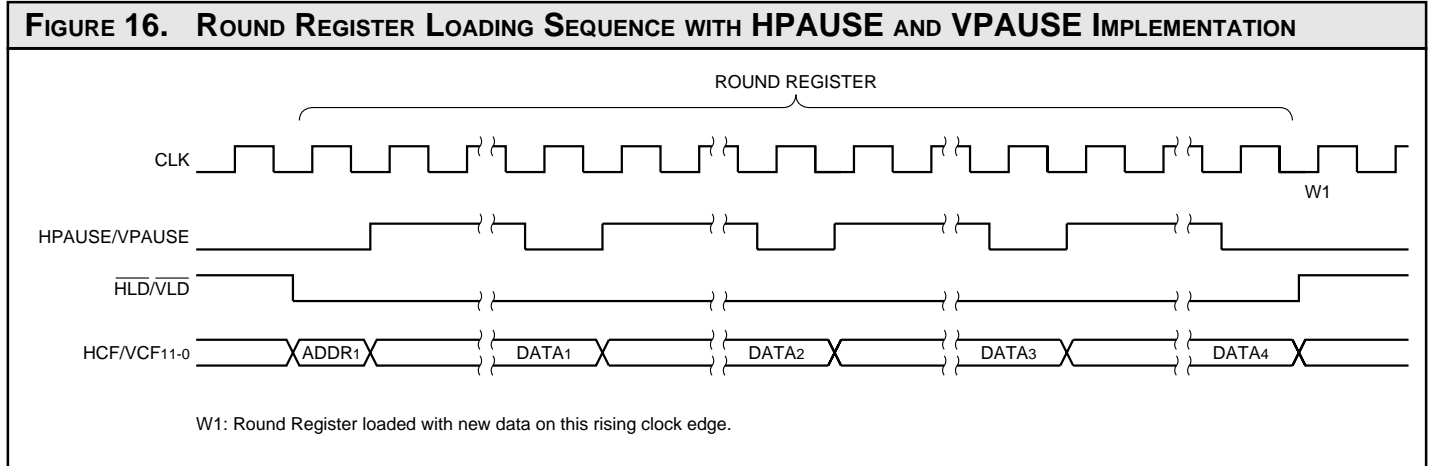 FIGURE 16. ROUND REGISTER LOADING SEQUENCE WITH HPAUSE AND VPAUSE IMPLEMENTATION
ROUND REGISTER
CLK
W1
HPAUSE/VPAUSE
HLD/VLD
HCF/VCF11-0
ADDR1
DATA1
DATA2
DATA3
DATA4
W1: Round Register loaded with new data on this rising clock edge.